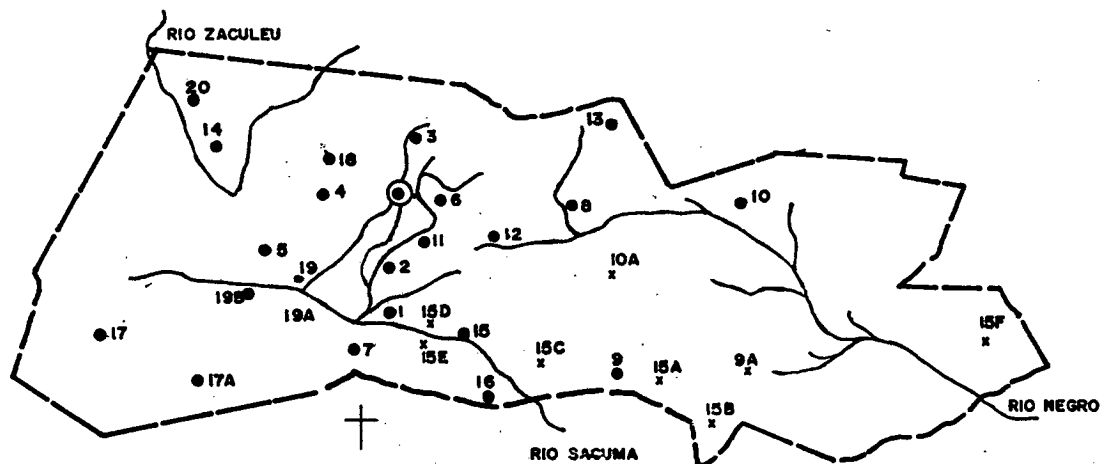 RIO ZACULEU
20
14
13
3
18
4
6
8
10
12
11
5
2
19
10A
19B
19A
1
15D
15
17
15F
7
15E
15C
9
15A
9A
17A
16
15B
RIO NEGRO
RIO SACUMA